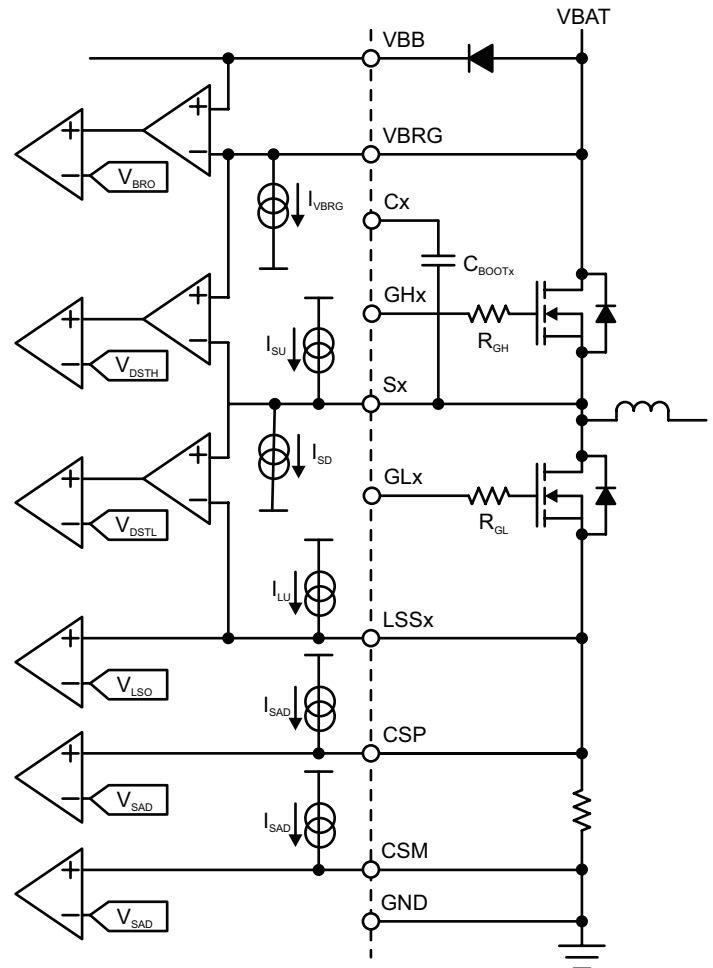 VBAT
VBB
+
−
+
−
V_BRO
VBRG
I_VBRG
Cx
C_BOOTx
+
−
+
−
V_DSTH
GHx
R_GH
I_SU
Sx
+
−
+
−
V_DSTL
I_SD
GLx
R_GL
I_LU
LSSx
+
−
V_LSO
I_SAD
CSP
+
−
V_SAD
I_SAD
CSM
+
−
V_SAD
GND